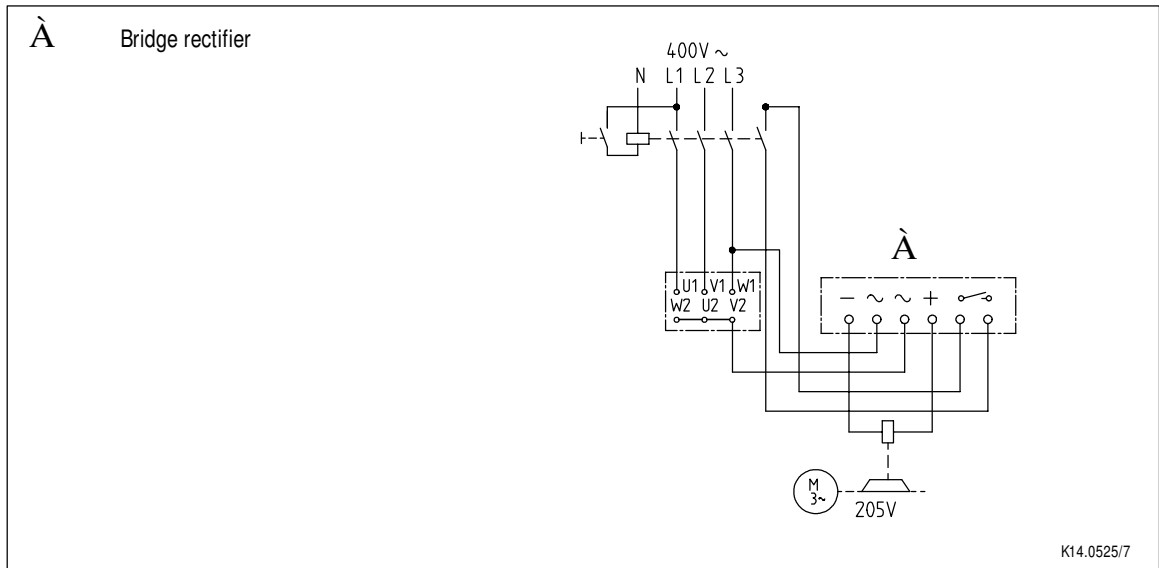 À Bridge rectifier
400V ~
N L1 L2 L3
À
U1 V1 W1
W2 U2 V2
− ~ ~ +
M
3~
205V
K14.0525/7